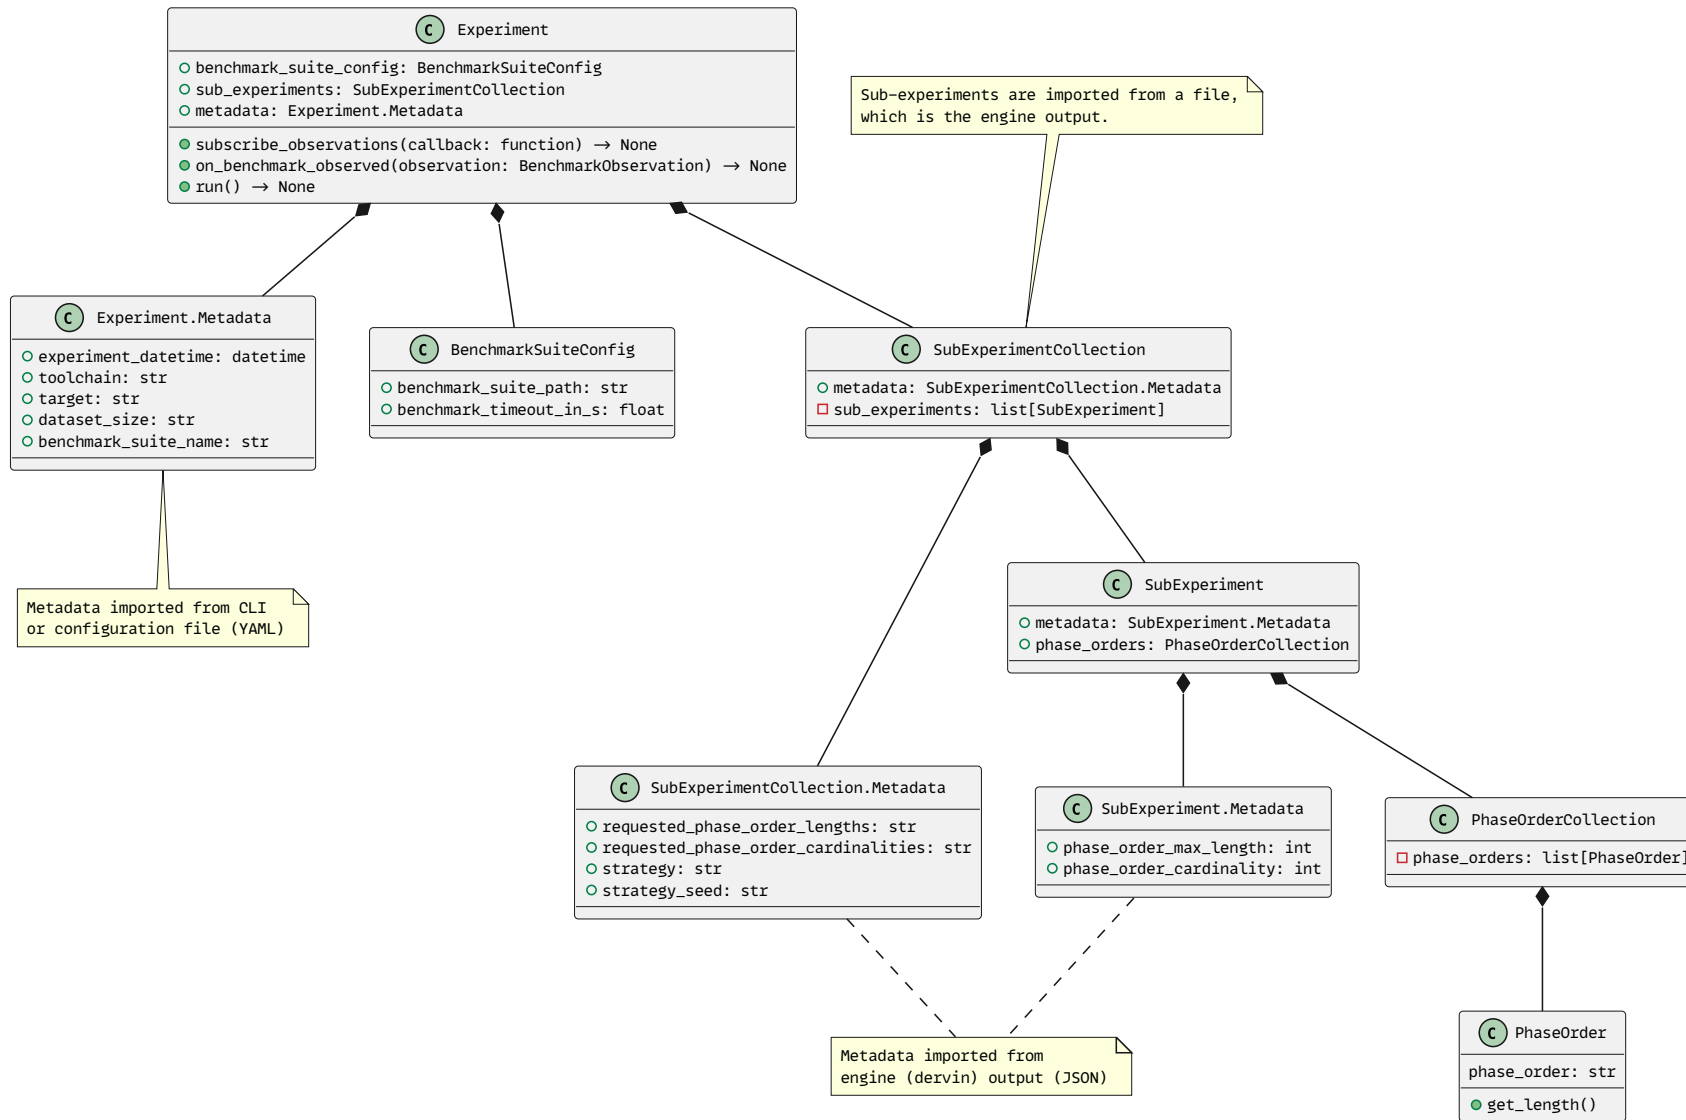 C Experiment
benchmark_suite_config: BenchmarkSuiteConfig
sub_experiments: SubExperimentCollection
metadata: Experiment.Metadata
subscribe_observations(callback: function) → None
on_benchmark_observed(observation: BenchmarkObservation) → None
run() → None
Sub-experiments are imported from a file,
which is the engine output.
C Experiment.Metadata
experiment_datetime: datetime
toolchain: str
target: str
dataset_size: str
benchmark_suite_name: str
C BenchmarkSuiteConfig
benchmark_suite_path: str
benchmark_timeout_in_s: float
C SubExperimentCollection
metadata: SubExperimentCollection.Metadata
sub_experiments: list[SubExperiment]
Metadata imported from CLI
or configuration file (YAML)
C SubExperiment
metadata: SubExperiment.Metadata
phase_orders: PhaseOrderCollection
C SubExperimentCollection.Metadata
requested_phase_order_lengths: str
requested_phase_order_cardinalities: str
strategy: str
strategy_seed: str
C SubExperiment.Metadata
phase_order_max_length: int
phase_order_cardinality: int
C PhaseOrderCollection
phase_orders: list[PhaseOrder]
Metadata imported from
engine (dervin) output (JSON)
C PhaseOrder
phase_order: str
get_length()